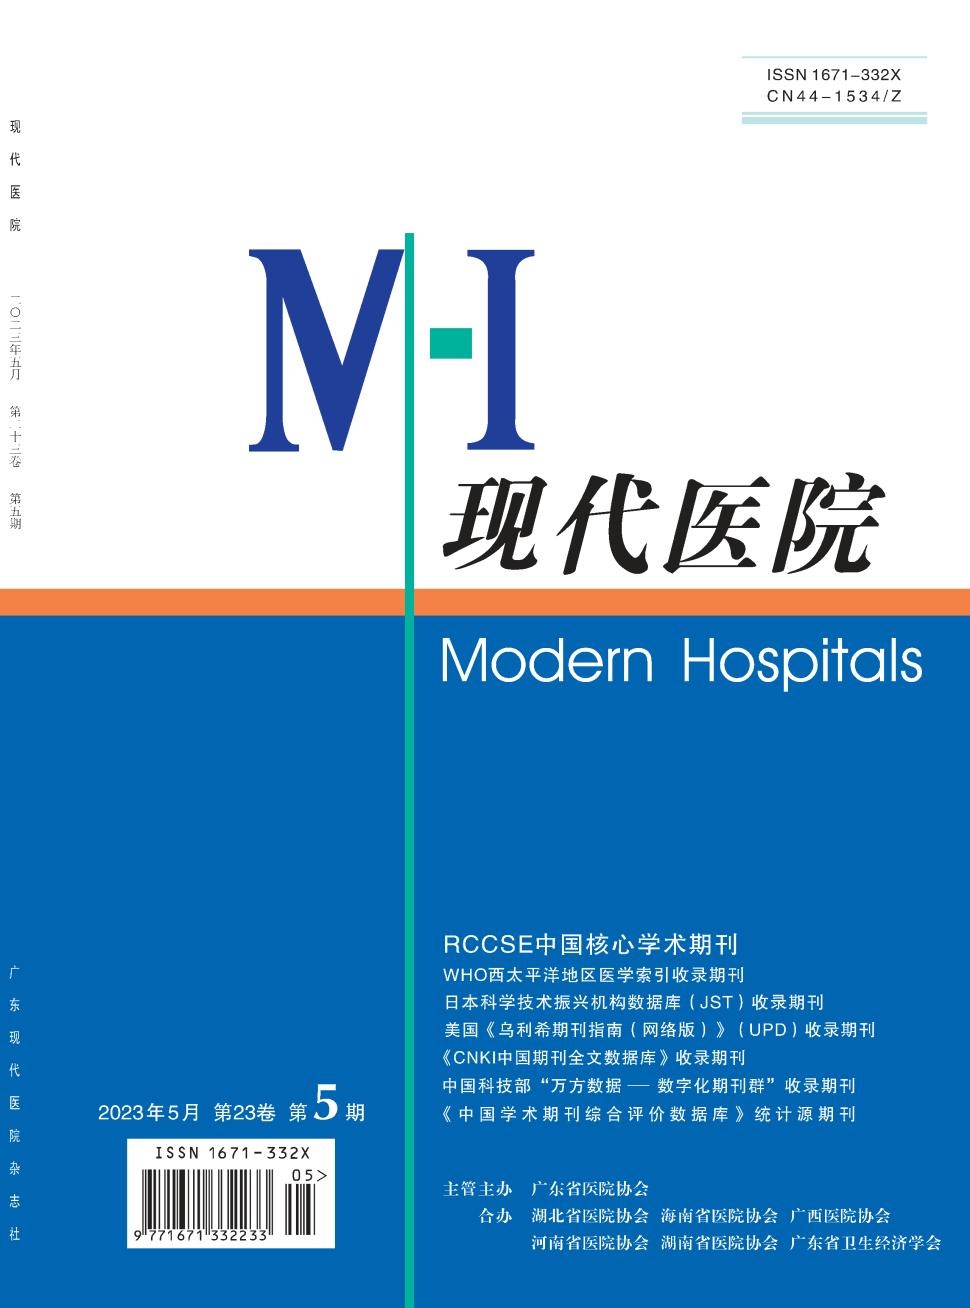 ISSN 1671-332X
CN44-1534/Z
现代医院 二〇二三年五月 第二十三卷 第五期
M-I
现代医院
Modern Hospitals
RCCSE中国核心学术期刊
WHO西太平洋地区医学索引收录期刊
日本科学技术振兴机构数据库（JST）收录期刊
美国《乌利希期刊指南（网络版）》（UPD）收录期刊
《CNKI中国期刊全文数据库》收录期刊
中国科技部“万方数据 — 数字化期刊群”收录期刊
《中国学术期刊综合评价数据库》统计源期刊
广东现代医院杂志社
2023年5月 第23卷 第5期
ISSN 1671-332X
05>
9 771671 332233
主管主办 广东省医院协会
合办 湖北省医院协会 海南省医院协会 广西医院协会
河南省医院协会 湖南省医院协会 广东省卫生经济学会